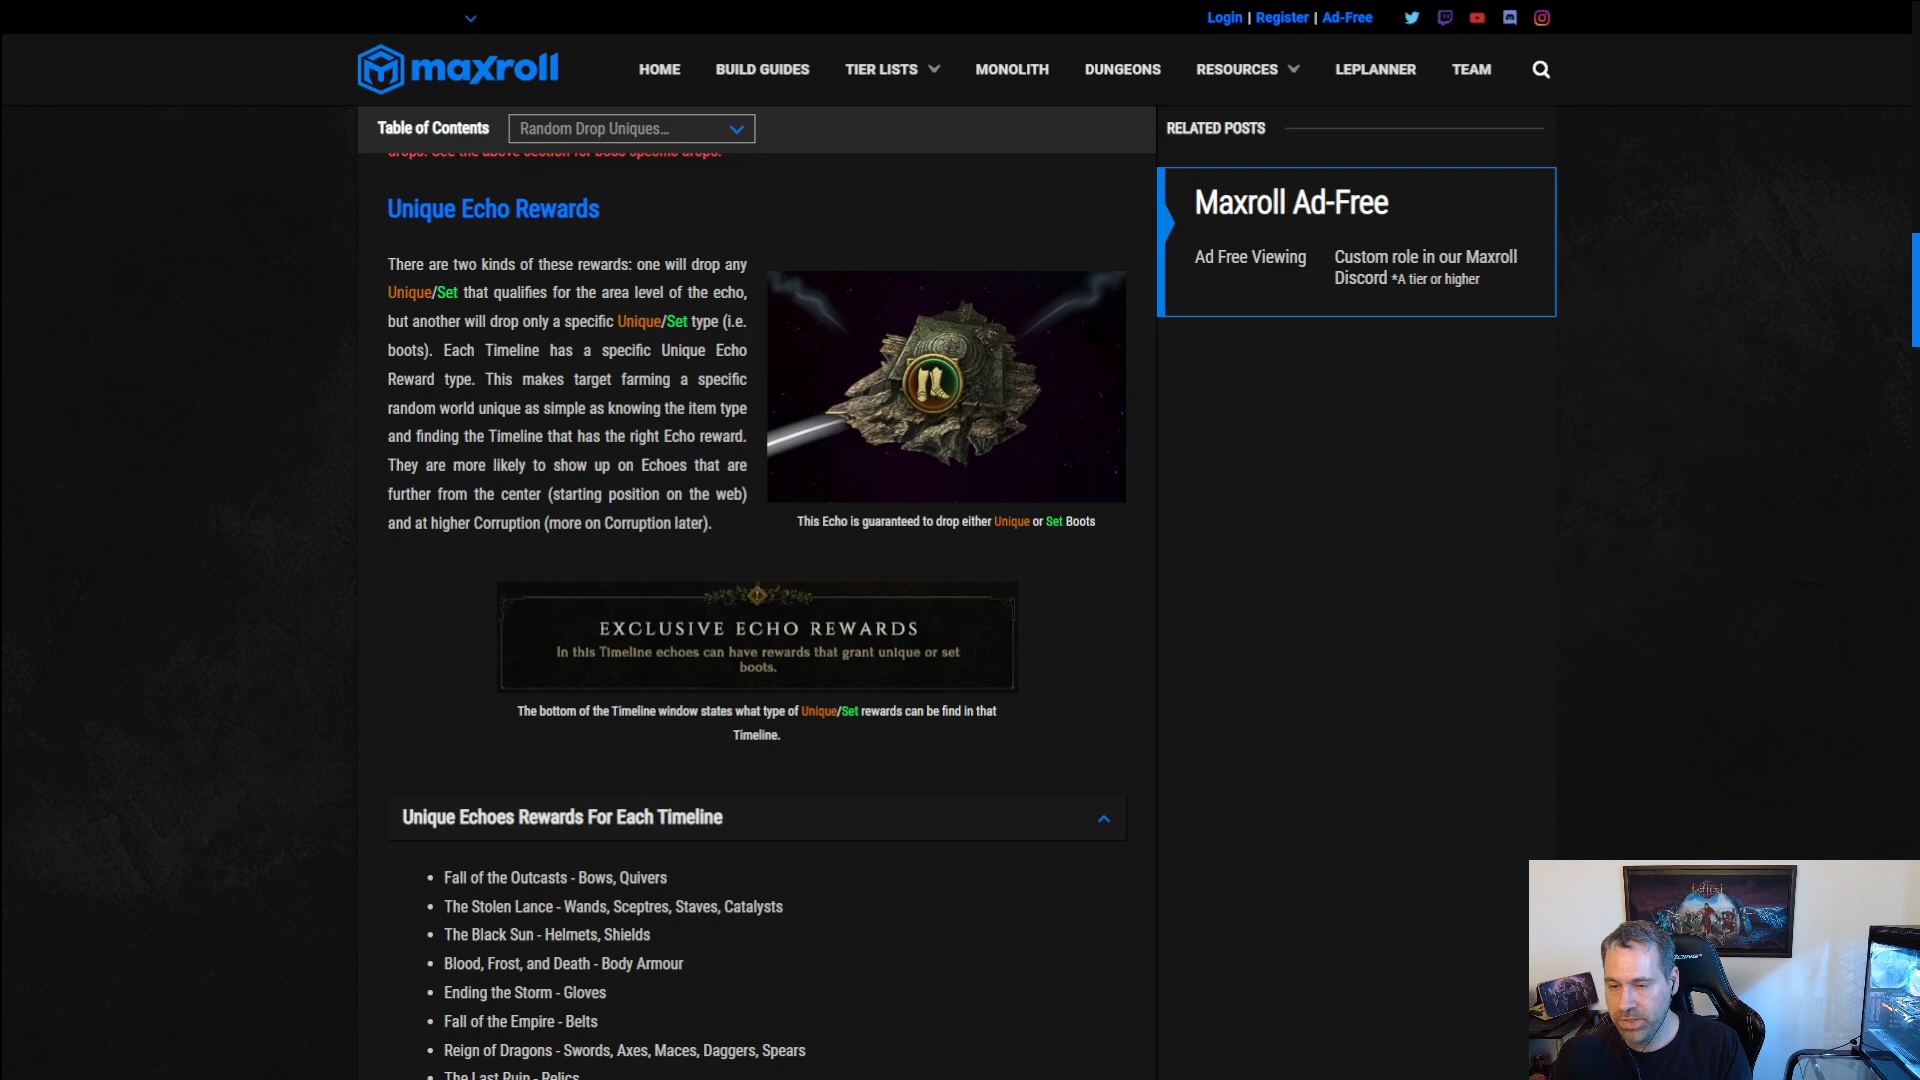 Login | Register | Ad-Free
maxroll
HOME
BUILD GUIDES
TIER LISTS
MONOLITH
DUNGEONS
RESOURCES
LEPLANNER
TEAM
Table of Contents
Random Drop Uniques...
drops. See the above section for boss specific drops.
Unique Echo Rewards
There are two kinds of these rewards: one will drop any
Unique/Set that qualifies for the area level of the echo,
but another will drop only a specific Unique/Set type (i.e.
boots). Each Timeline has a specific Unique Echo
Reward type. This makes target farming a specific
random world unique as simple as knowing the item type
and finding the Timeline that has the right Echo reward.
They are more likely to show up on Echoes that are
further from the center (starting position on the web)
and at higher Corruption (more on Corruption later).
This Echo is guaranteed to drop either Unique or Set Boots
EXCLUSIVE ECHO REWARDS
In this Timeline echoes can have rewards that grant unique or set
boots.
The bottom of the Timeline window states what type of Unique/Set rewards can be find in that
Timeline.
Unique Echoes Rewards For Each Timeline
• Fall of the Outcasts - Bows, Quivers
• The Stolen Lance - Wands, Sceptres, Staves, Catalysts
• The Black Sun - Helmets, Shields
• Blood, Frost, and Death - Body Armour
• Ending the Storm - Gloves
• Fall of the Empire - Belts
• Reign of Dragons - Swords, Axes, Maces, Daggers, Spears
• The Last Ruin - Relics
RELATED POSTS
Maxroll Ad-Free
Ad Free Viewing
Custom role in our Maxroll
Discord *A tier or higher